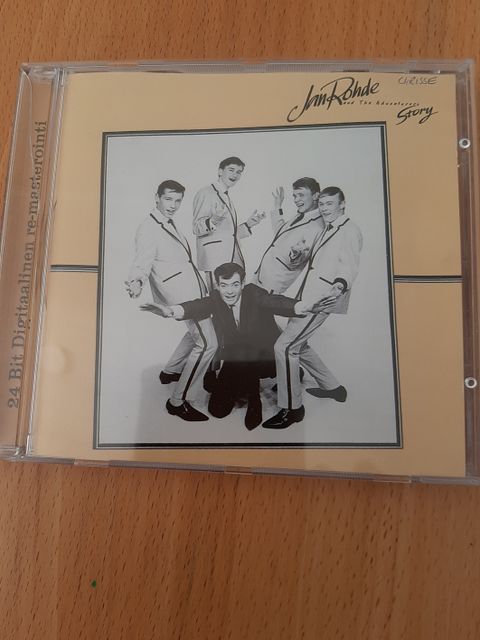 Jan Rohde
and The Adventurers
Story
CHRISSE
24 Bit Digitaalinen re-masterointi